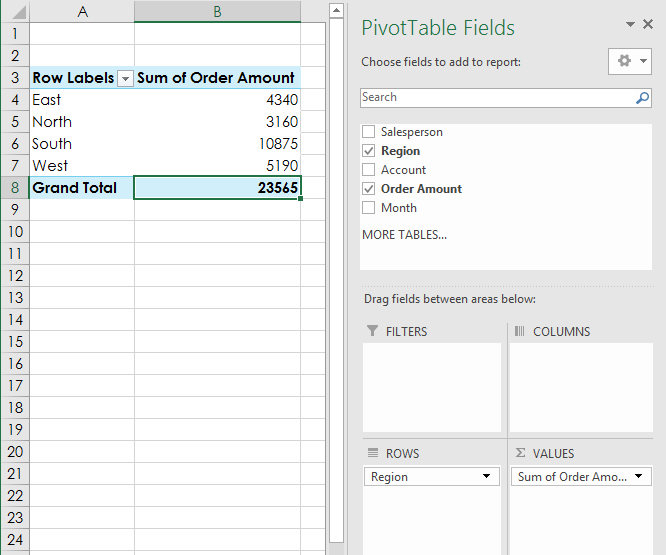 A B
1
2
3 Row Labels Sum of Order Amount
4 East 4340
5 North 3160
6 South 10875
7 West 5190
8 Grand Total 23565
9
10
11
12
13
14
15
16
17
18
19
20
21
22
23
24
PivotTable Fields
Choose fields to add to report:
Search
Salesperson
Region
Account
Order Amount
Month
MORE TABLES...
Drag fields between areas below:
FILTERS COLUMNS
ROWS Σ VALUES
Region Sum of Order Amo...